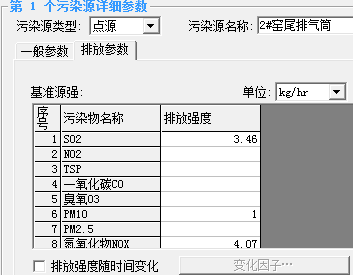 第 1 个污染源详细参数
污染源类型: 点源 污染源名称: 2#窑尾排气筒
一般参数 排放参数
基准源强: 单位: kg/hr
序号 污染物名称 排放强度
1 SO2 3.46
2 NO2
3 TSP
4 一氧化碳CO
5 臭氧O3
6 PM10 1
7 PM2.5
8 氮氧化物NOX 4.07
排放强度随时间变化 变化因子…